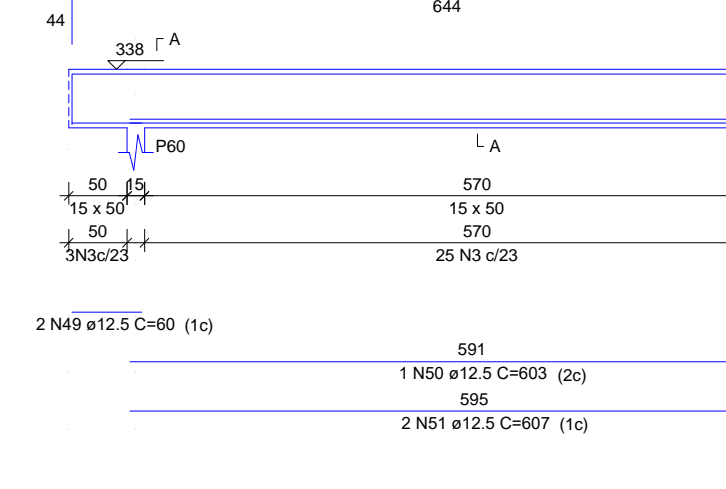 644
44
338
A
P60
A
50 15 570
15 x 50 15 x 50
50 570
3N3c/23 25 N3 c/23
2 N49 ø12.5 C=60 (1c)
591
1 N50 ø12.5 C=603 (2c)
595
2 N51 ø12.5 C=607 (1c)